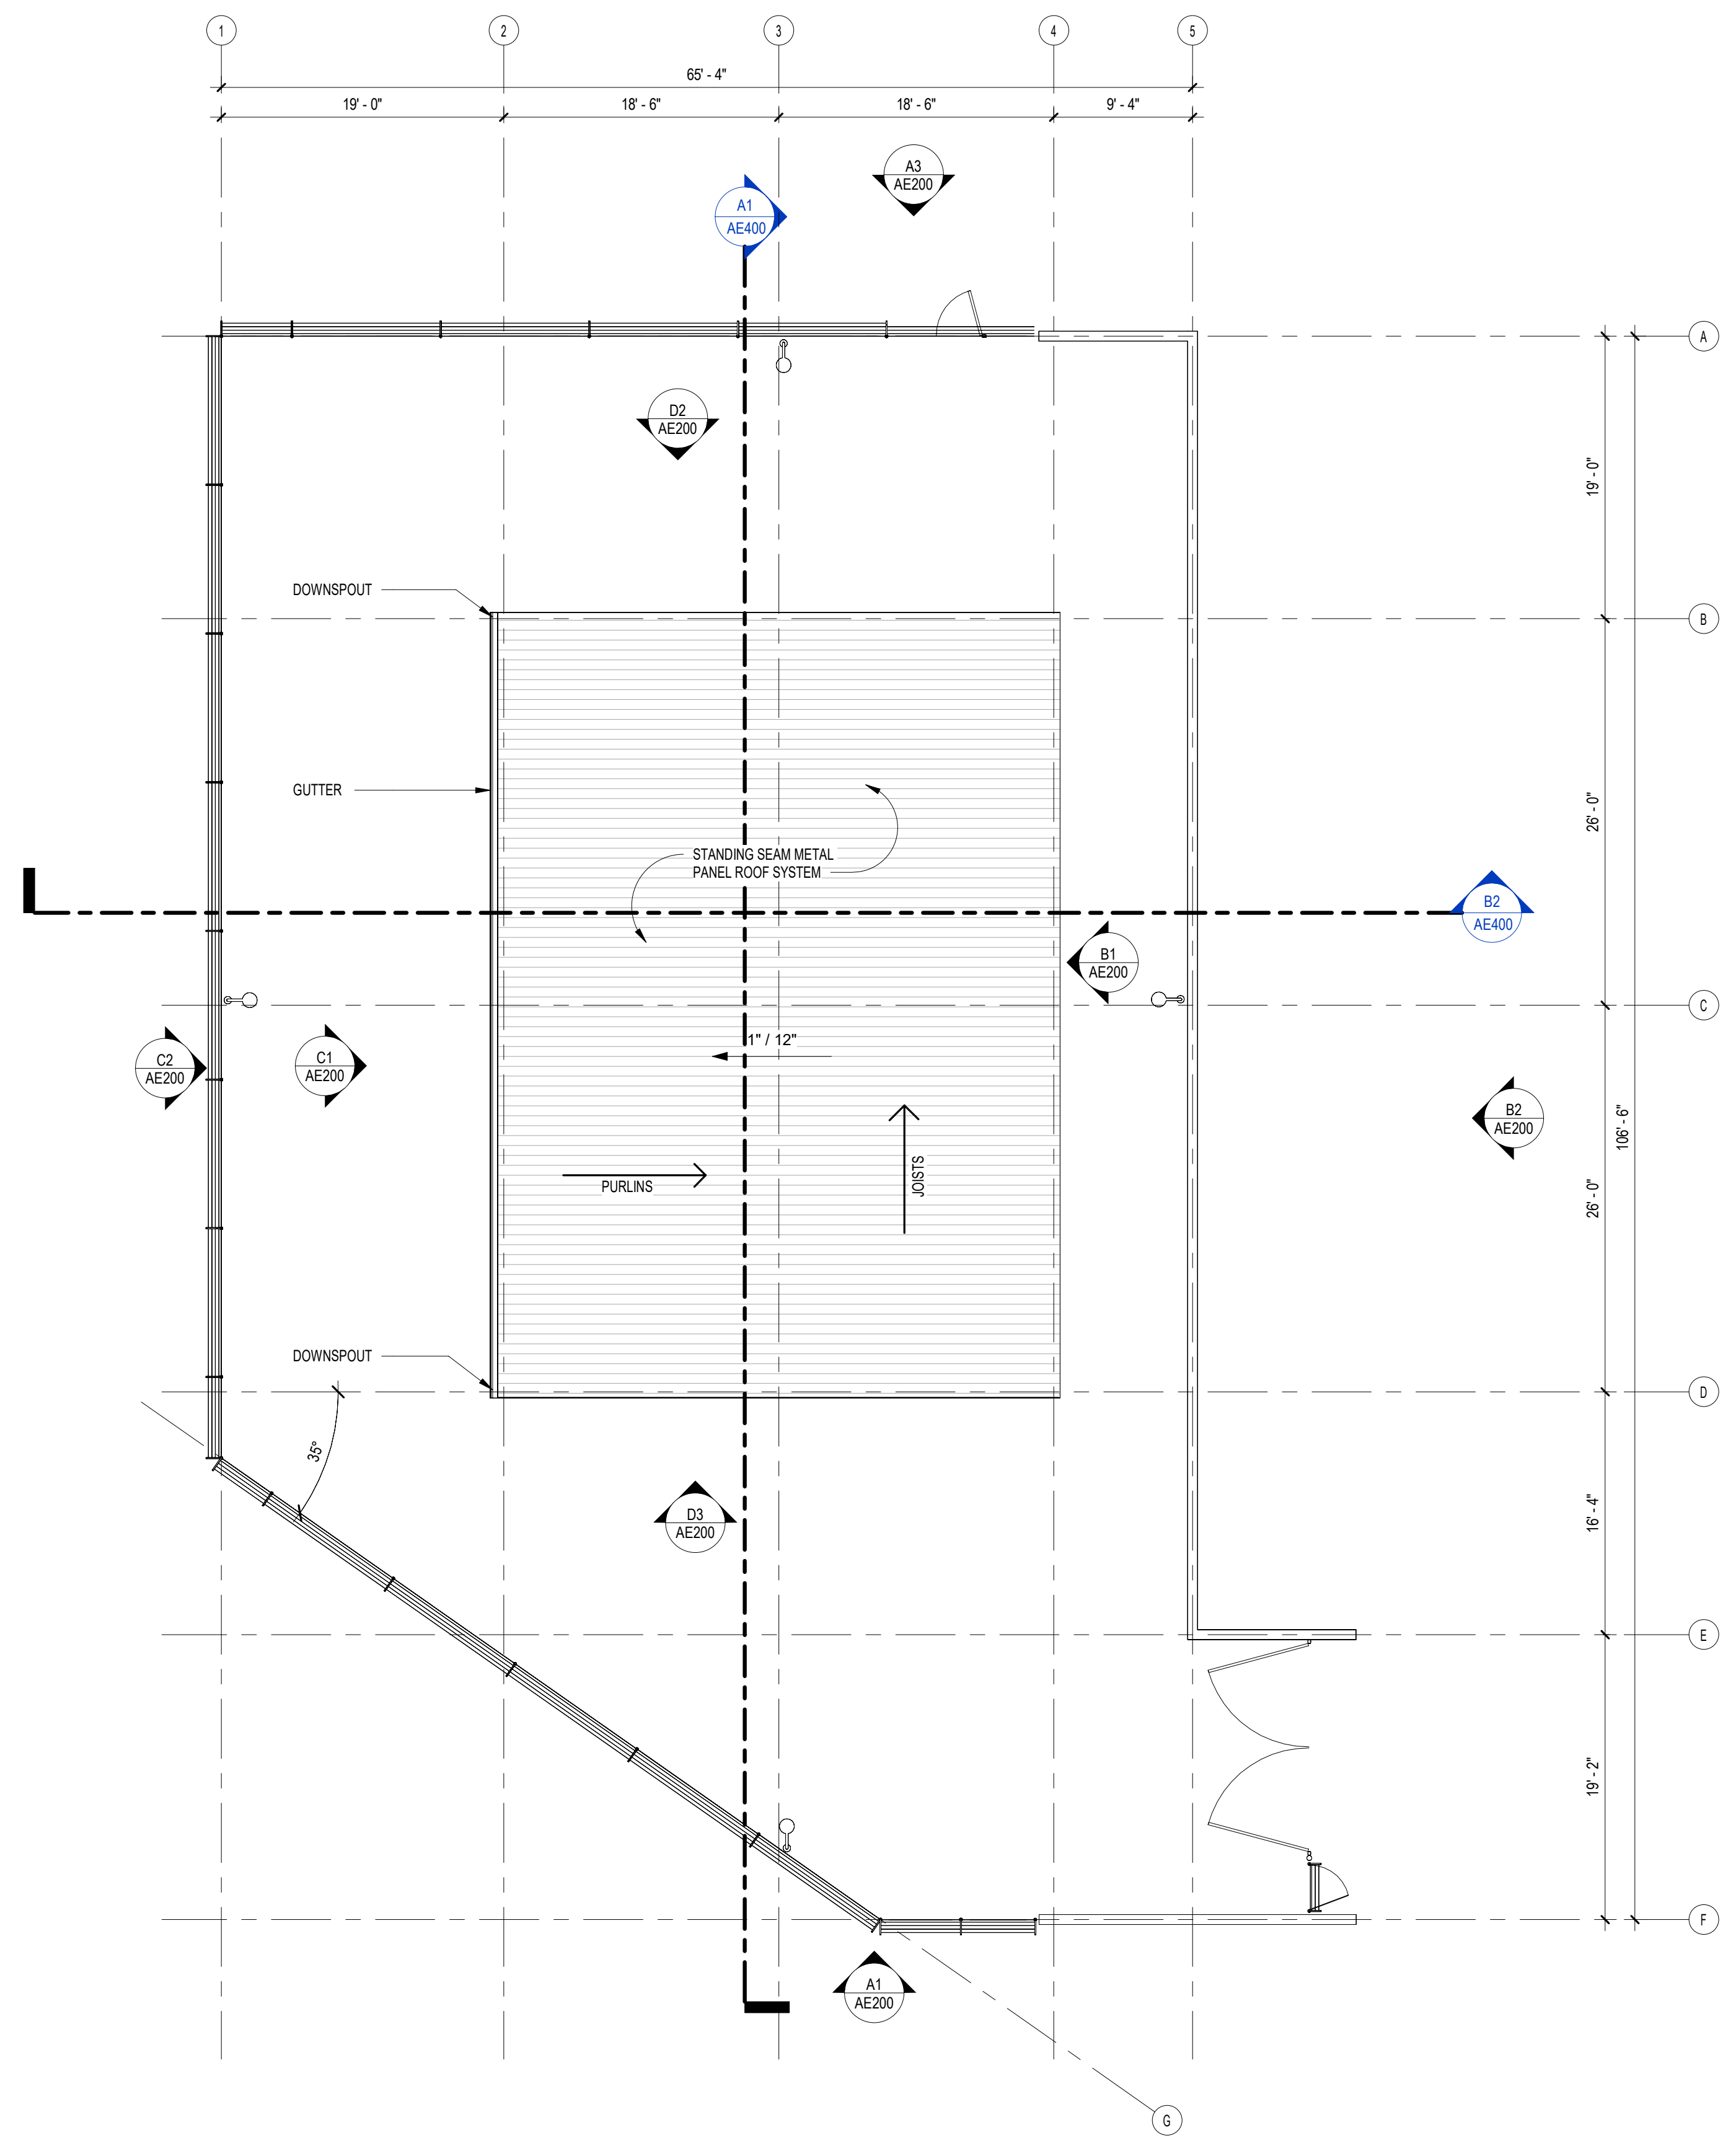 1
2
3
4
5
65' - 4"
19' - 0"
18' - 6"
18' - 6"
9' - 4"
A3
AE200
A1
AE400
A
D2
AE200
19' - 0"
DOWNSPOUT
B
GUTTER
26' - 0"
STANDING SEAM METAL
PANEL ROOF SYSTEM
B2
AE400
B1
AE200
C
C2
AE200
C1
AE200
1" / 12"
B2
AE200
106' - 6"
PURLINS
JOISTS
26' - 0"
DOWNSPOUT
D
35°
D3
AE200
16' - 4"
E
19' - 2"
F
A1
AE200
G